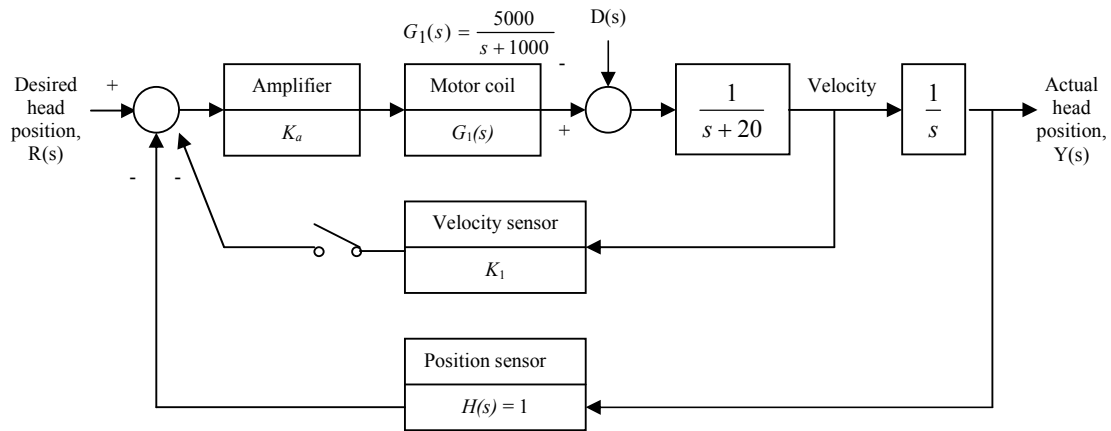 G₁(s) = 5000 / (s + 1000)
D(s)
-
+
Desired
head
position,
R(s)
Amplifier
Kₐ
Motor coil
G₁(s)
+
1 / (s + 20)
Velocity
1 / s
Actual
head
position,
Y(s)
-
-
Velocity sensor
K₁
Position sensor
H(s) = 1